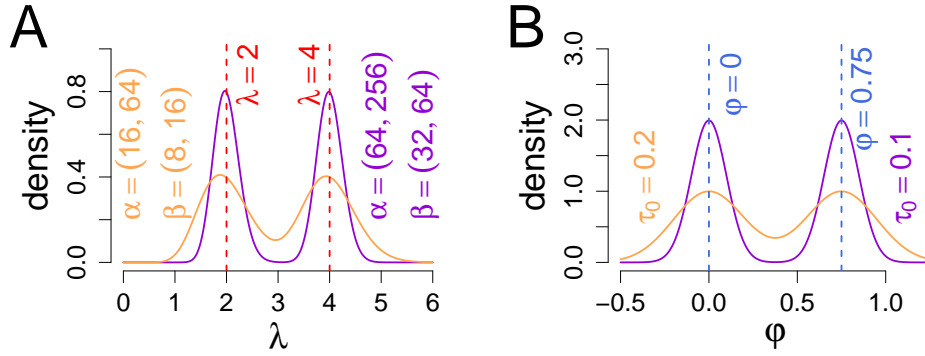 A
density
0.0
0.4
0.8
α = (16, 64)
β = (8, 16)
λ = 2
λ = 4
α = (64, 256)
β = (32, 64)
0 1 2 3 4 5 6
λ
B
density
0.0
1.0
2.0
3.0
τ₀ = 0.2
φ = 0
φ = 0.75
τ₀ = 0.1
−0.5 0.0 0.5 1.0
φ